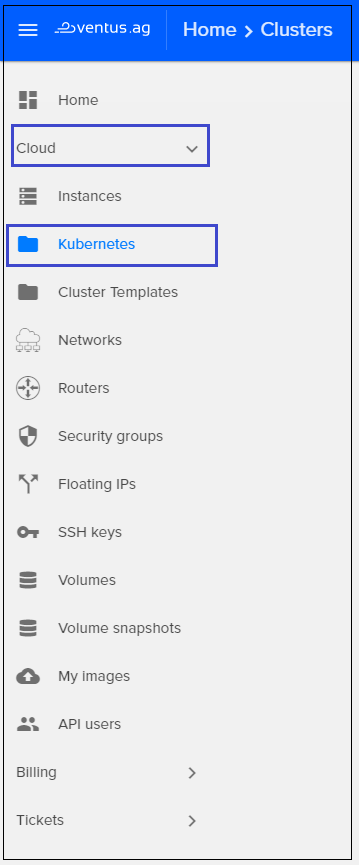 ventus.ag Home > Clusters
Home
Cloud
Instances
Kubernetes
Cluster Templates
Networks
Routers
Security groups
Floating IPs
SSH keys
Volumes
Volume snapshots
My images
API users
Billing
Tickets